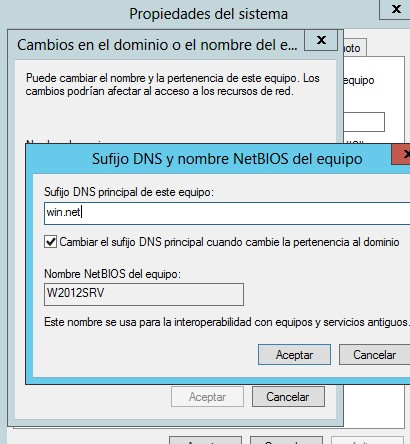 Propiedades del sistema
x
Cambios en el dominio o el nombre del e...
x
Puede cambiar el nombre y la pertenencia de este equipo. Los
cambios podrían afectar al acceso a los recursos de red.
equipo
Sufijo DNS y nombre NetBIOS del equipo
x
Sufijo DNS principal de este equipo:
win.net
Cambiar el sufijo DNS principal cuando cambie la pertenencia al dominio
Nombre NetBIOS del equipo:
W2012SRV
Este nombre se usa para la interoperabilidad con equipos y servicios antiguos.
Aceptar
Cancelar
Aceptar
Cancelar